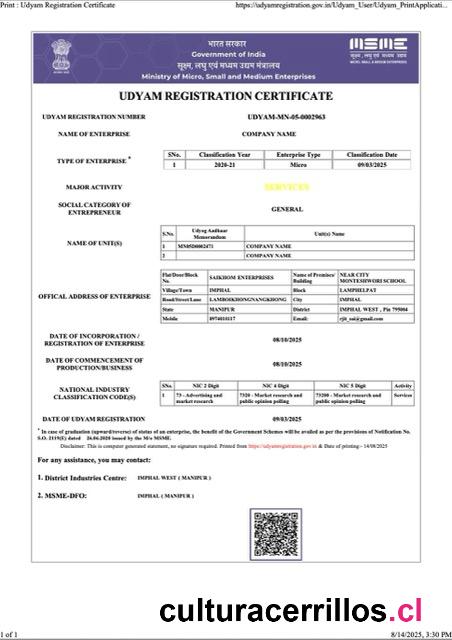 Print : Udyam Registration Certificate https://udyamregistration.gov.in/Udyam_User/Udyam_PrintApplicati...
भारत सरकार
Government of India
सूक्ष्म, लघु एवं मध्यम उद्यम मंत्रालय
Ministry of Micro, Small and Medium Enterprises
MSME
MICRO, SMALL & MEDIUM ENTERPRISES
UDYAM REGISTRATION CERTIFICATE
UDYAM REGISTRATION NUMBER UDYAM-MN-05-0002963
NAME OF ENTERPRISE COMPANY NAME
TYPE OF ENTERPRISE *
SNo. Classification Year Enterprise Type Classification Date
1 2020-21 Micro 09/03/2025
MAJOR ACTIVITY SERVICES
SOCIAL CATEGORY OF
ENTREPRENEUR
GENERAL
NAME OF UNIT(S)
S.No. Udyog Aadhaar
Memorandum Unit(s) Name
1 MN05D0002471 COMPANY NAME
2 COMPANY NAME
OFFICAL ADDRESS OF ENTERPRISE
Flat/Door/Block
No. SAIKHOM ENTERPRISES Name of Premises/
Building NEAR CITY
MONTESHWORI SCHOOL
Village/Town IMPHAL Block LAMPHELPAT
Road/Street/Lane LAMBOIKHONGNANGKHONG City IMPHAL
State MANIPUR District IMPHAL WEST , Pin 795004
Mobile 8974010117 Email:
DATE OF INCORPORATION /
REGISTRATION OF ENTERPRISE
08/10/2025
DATE OF COMMENCEMENT OF
PRODUCTION/BUSINESS
08/10/2025
NATIONAL INDUSTRY
CLASSIFICATION CODE(S)
SNo. NIC 2 Digit NIC 4 Digit NIC 5 Digit Activity
1 73 - Advertising and
market research 7320 - Market research and
public opinion polling 73200 - Market research and
public opinion polling Services
DATE OF UDYAM REGISTRATION 09/03/2025
* In case of graduation (upward/reverse) of status of an enterprise, the benefit of the Government Schemes will be availed as per the provisions of Notification No.
S.O. 2119(E) dated 26.06.2020 issued by the M/o MSME.
Disclaimer: This is computer generated statement, no signature required. Printed from https://udyamregistration.gov.in & Date of printing:- 14/08/2025
For any assistance, you may contact:
1. District Industries Centre: IMPHAL WEST ( MANIPUR )
2. MSME-DFO: IMPHAL ( MANIPUR )
culturacerrillos.cl
1 of 1 8/14/2025, 3:30 PM